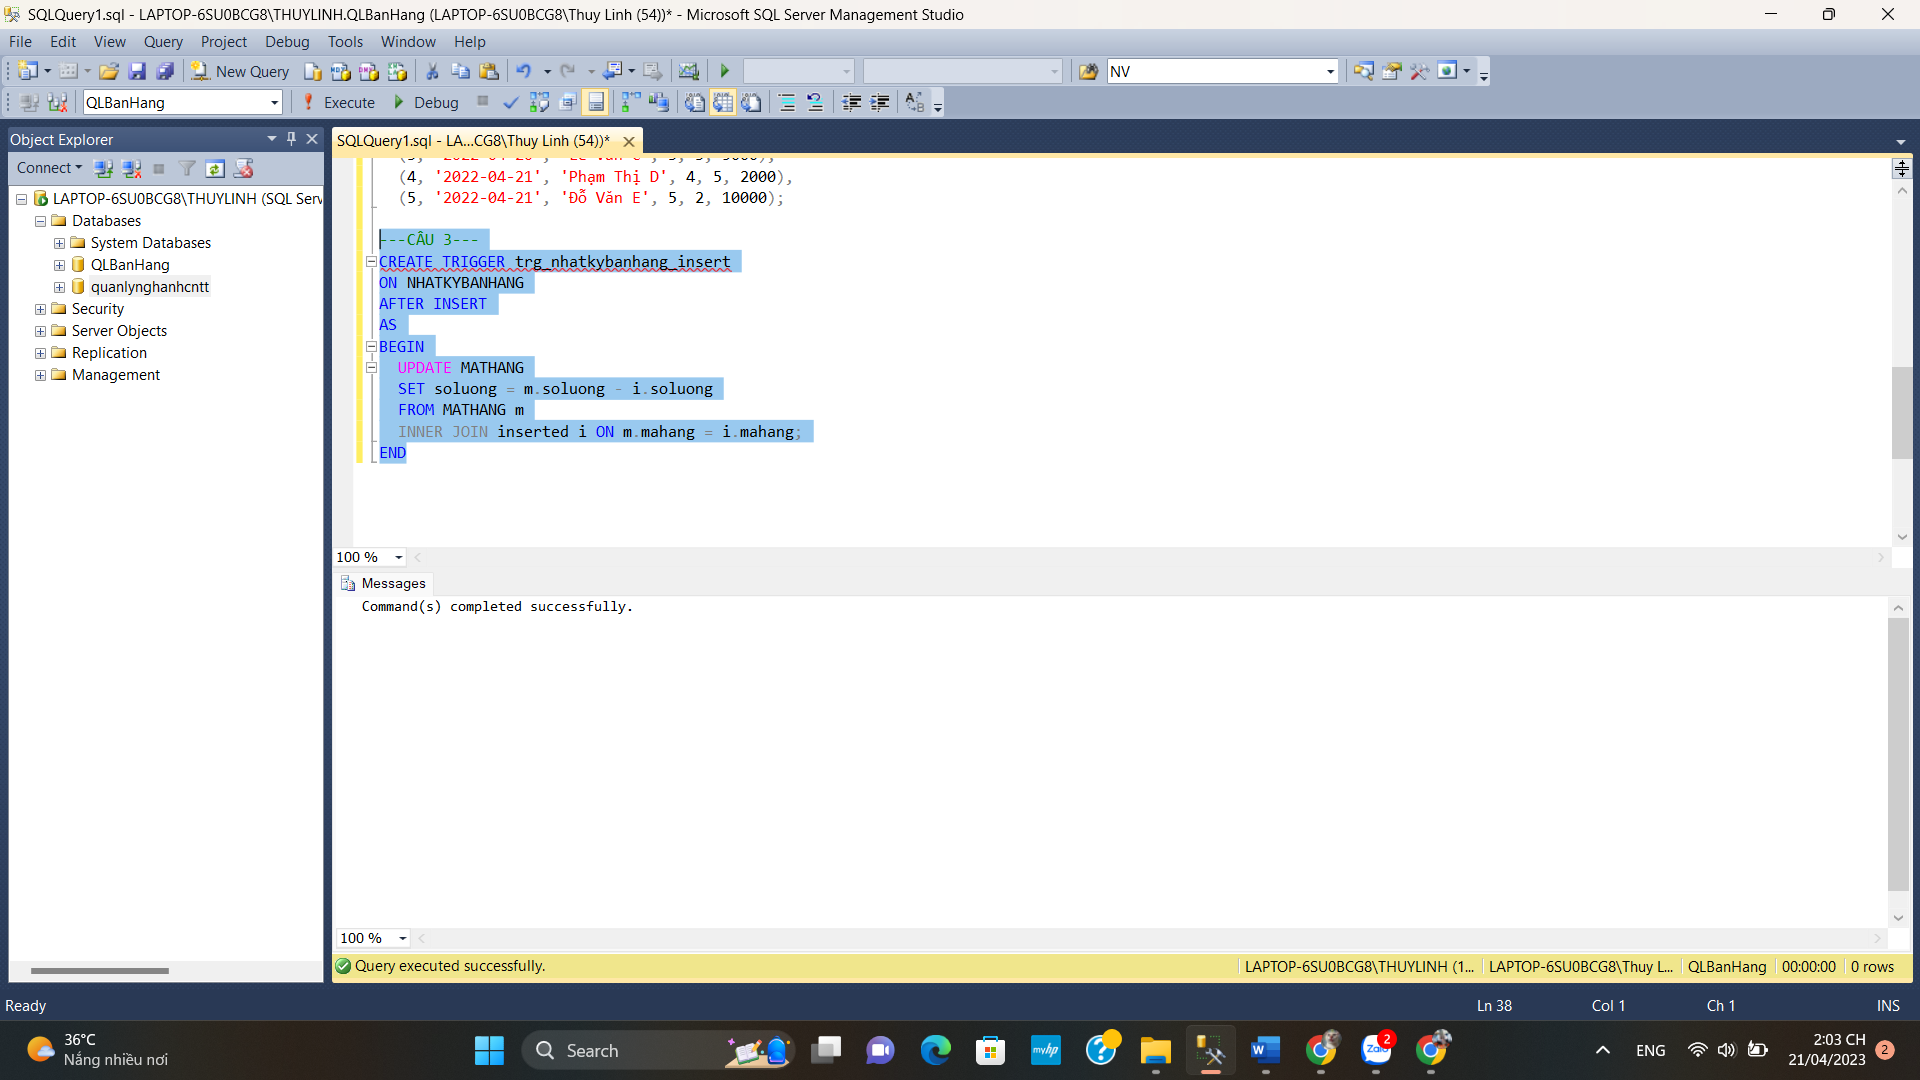 SQLQuery1.sql - LAPTOP-6SU0BCG8\THUYLINH.QLBanHang (LAPTOP-6SU0BCG8\Thuy Linh (54))* - Microsoft SQL Server Management Studio
File Edit View Query Project Debug Tools Window Help
New Query NV
QLBanHang Execute Debug
Object Explorer
Connect
LAPTOP-6SU0BCG8\THUYLINH (SQL Serv
Databases
System Databases
QLBanHang
quanlynghanhcntt
Security
Server Objects
Replication
Management
SQLQuery1.sql - LA...CG8\Thuy Linh (54))*
(4, '2022-04-21', 'Phạm Thị D', 4, 5, 2000),
(5, '2022-04-21', 'Đỗ Văn E', 5, 2, 10000);
---CÂU 3---
CREATE TRIGGER trg_nhatkybanhang_insert
ON NHATKYBANHANG
AFTER INSERT
AS
BEGIN
UPDATE MATHANG
SET soluong = m.soluong - i.soluong
FROM MATHANG m
INNER JOIN inserted i ON m.mahang = i.mahang;
END
100 %
Messages
Command(s) completed successfully.
100 %
Query executed successfully. LAPTOP-6SU0BCG8\THUYLINH (1... LAPTOP-6SU0BCG8\Thuy L... QLBanHang 00:00:00 0 rows
Ready Ln 38 Col 1 Ch 1 INS
36°C
Nắng nhiều nơi
Search
myhp
Zalo
2
ENG
2:03 CH
21/04/2023
2